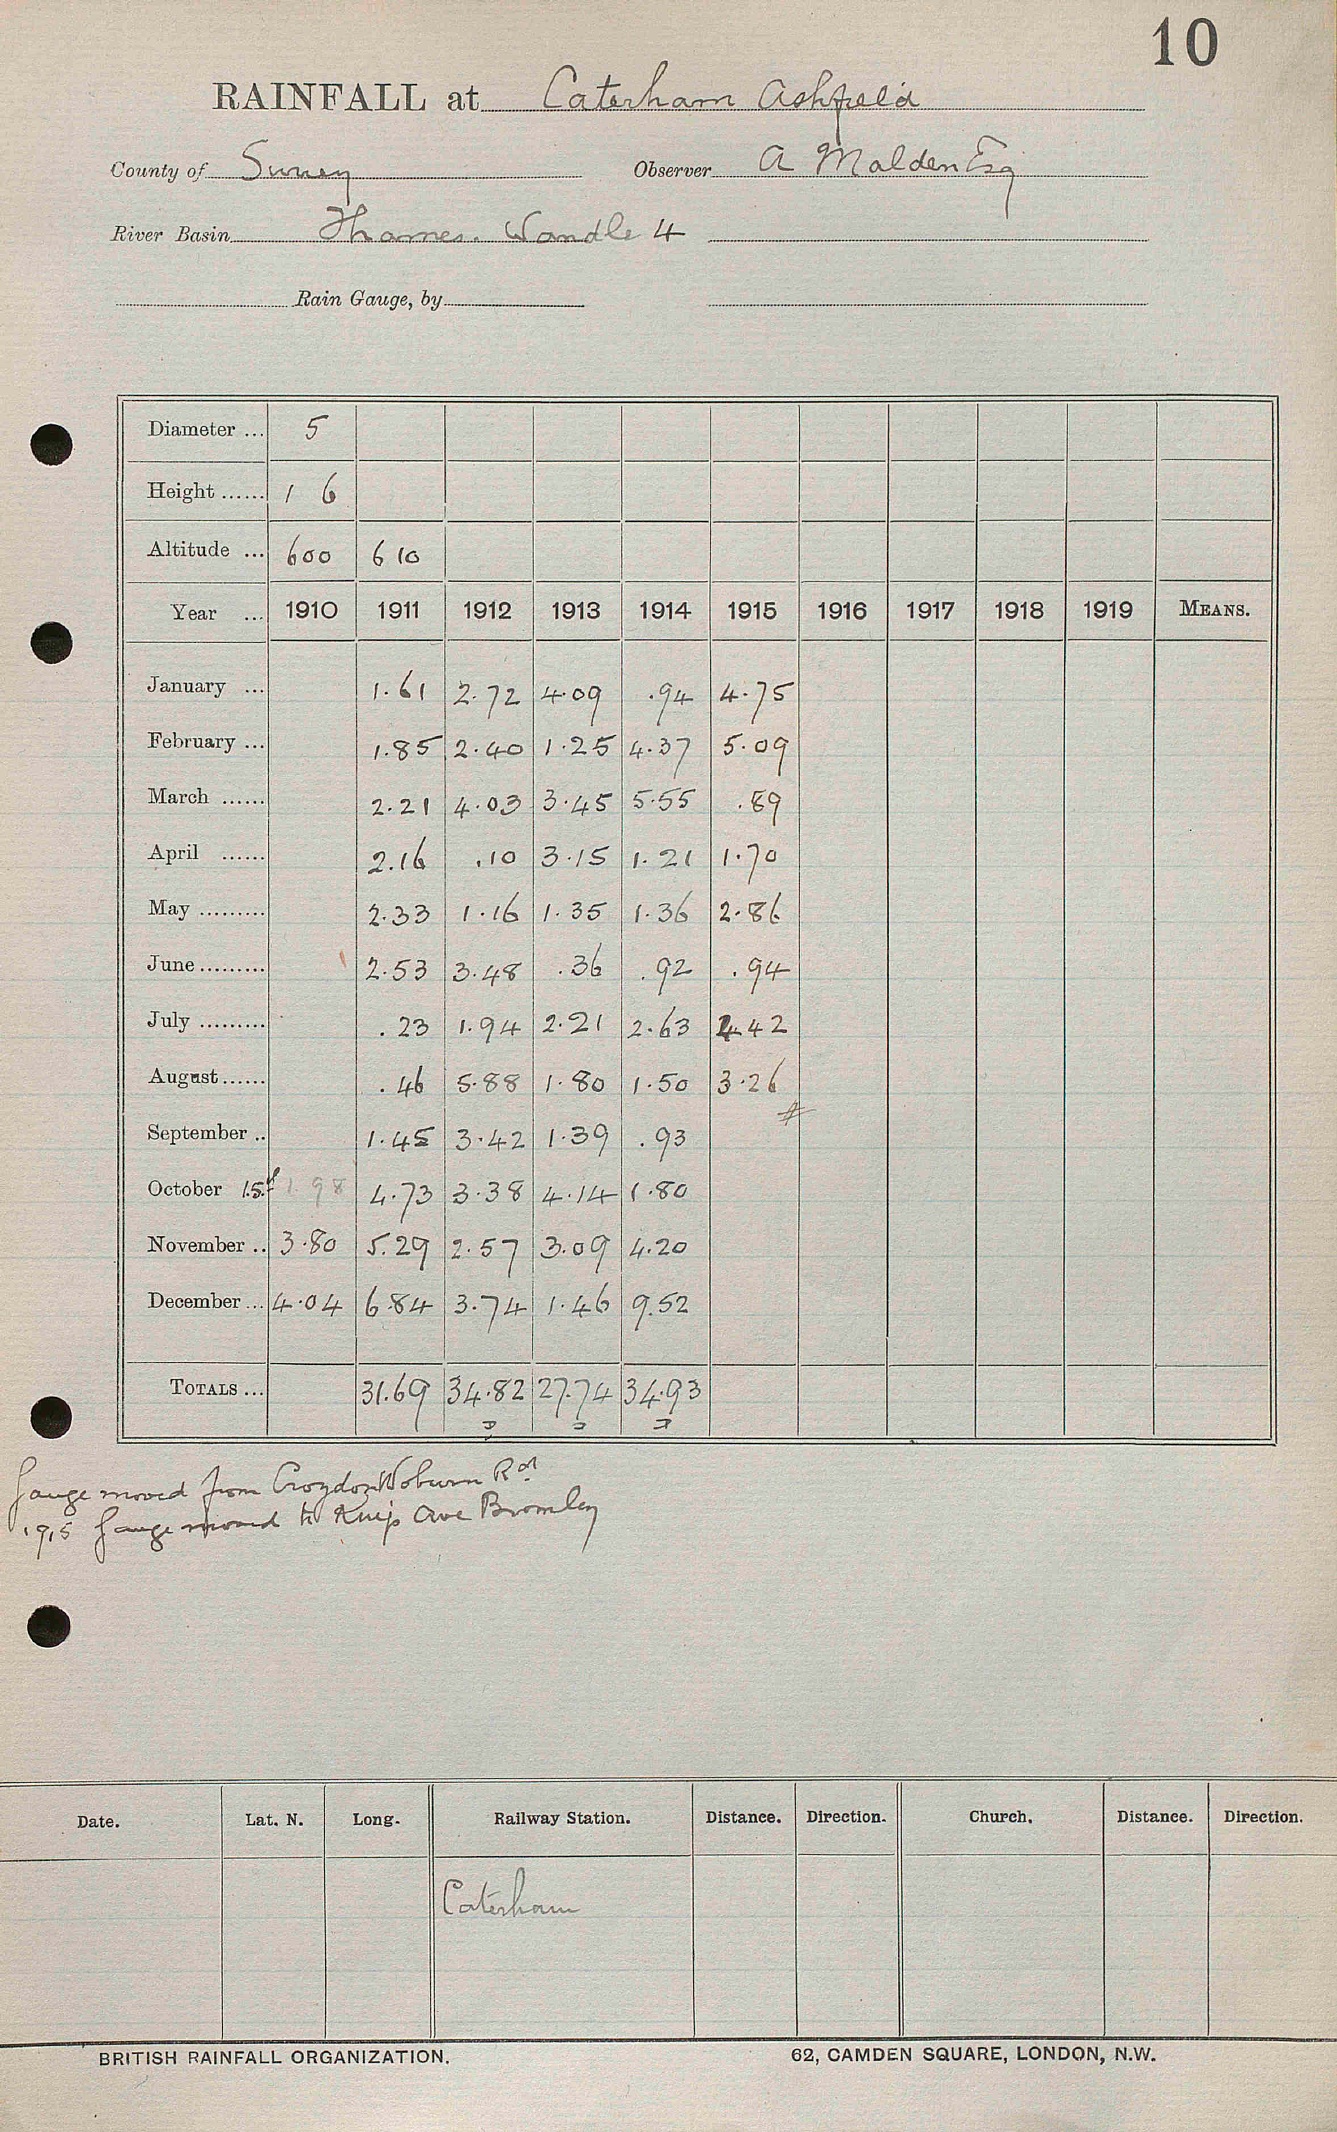 10
RAINFALL at Caterham Ashfield
County of Surrey Observer A Malden Esq
River Basin Thames. Wandle 4
Rain Gauge, by
Diameter ... 5
Height ...... 1 6
Altitude ... 600 610
Year ... 1910 1911 1912 1913 1914 1915 1916 1917 1918 1919 MEANS.
January ... 1.61 2.72 4.09 .94 4.75
February ... 1.85 2.40 1.25 4.37 5.09
March ...... 2.21 4.03 3.45 5.55 .89
April ...... 2.16 .10 3.15 1.21 1.70
May ......... 2.33 1.16 1.35 1.36 2.86
June ......... 2.53 3.48 .36 .92 .94
July ......... .23 1.94 2.21 2.63 4.42
August ...... .46 5.88 1.80 1.50 3.26
September .. 1.45 3.42 1.39 .93
October 1.98 4.73 3.38 4.14 1.80
November .. 3.80 5.29 2.57 3.09 4.20
December ... 4.04 6.84 3.74 1.46 9.52
TOTALS ... 31.69 34.82 27.74 34.93
Gauge moved from Croydon Woburn Rd
1915 Gauge moved to Ave Bromley
Date. Lat. N. Long. Railway Station. Distance. Direction. Church. Distance. Direction.
Caterham
BRITISH RAINFALL ORGANIZATION. 62, CAMDEN SQUARE, LONDON, N.W.